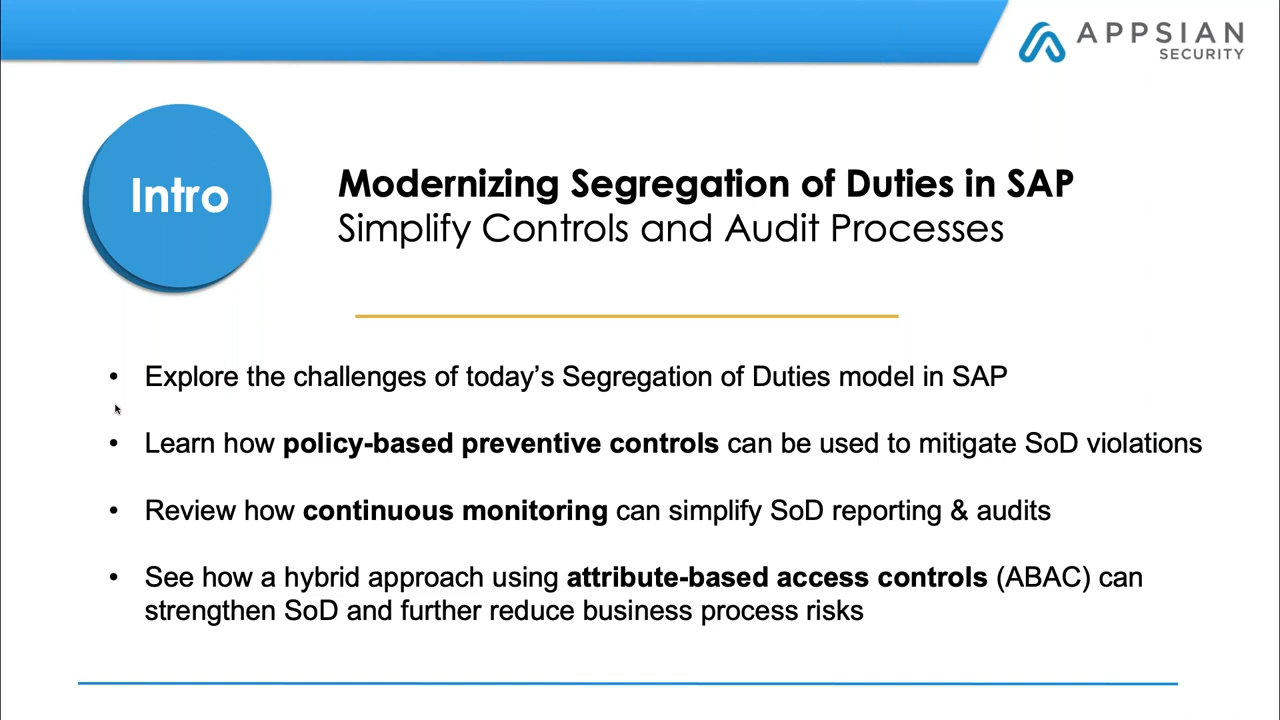 APPSIAN
SECURITY
Intro
Modernizing Segregation of Duties in SAP
Simplify Controls and Audit Processes
• Explore the challenges of today’s Segregation of Duties model in SAP
• Learn how policy-based preventive controls can be used to mitigate SoD violations
• Review how continuous monitoring can simplify SoD reporting & audits
• See how a hybrid approach using attribute-based access controls (ABAC) can
strengthen SoD and further reduce business process risks